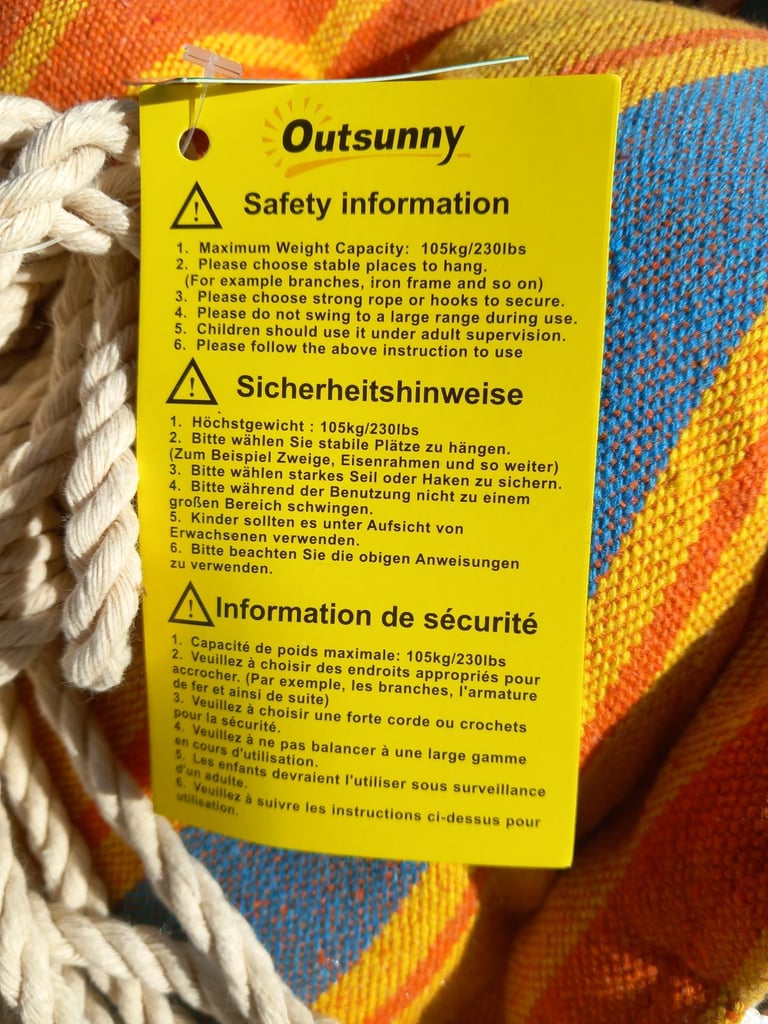 Outsunny
Safety information
1. Maximum Weight Capacity: 105kg/230lbs
2. Please choose stable places to hang.
(For example branches, iron frame and so on)
3. Please choose strong rope or hooks to secure.
4. Please do not swing to a large range during use.
5. Children should use it under adult supervision.
6. Please follow the above instruction to use
Sicherheitshinweise
1. Höchstgewicht : 105kg/230lbs
2. Bitte wählen Sie stabile Plätze zu hängen.
(Zum Beispiel Zweige, Eisenrahmen und so weiter)
3. Bitte wählen starkes Seil oder Haken zu sichern.
4. Bitte während der Benutzung nicht zu einem
großen Bereich schwingen.
5. Kinder sollten es unter Aufsicht von
Erwachsenen verwenden.
6. Bitte beachten Sie die obigen Anweisungen
zu verwenden.
Information de sécurité
1. Capacité de poids maximale: 105kg/230lbs
2. Veuillez à choisir des endroits appropriés pour
accrocher. (Par exemple, les branches, l'armature
de fer et ainsi de suite)
3. Veuillez à choisir une forte corde ou crochets
pour la sécurité.
4. Veuillez à ne pas balancer à une large gamme
en cours d'utilisation.
5. Les enfants devraient l'utiliser sous surveillance
d'un adulte.
6. Veuillez à suivre les instructions ci-dessus pour
utilisation.